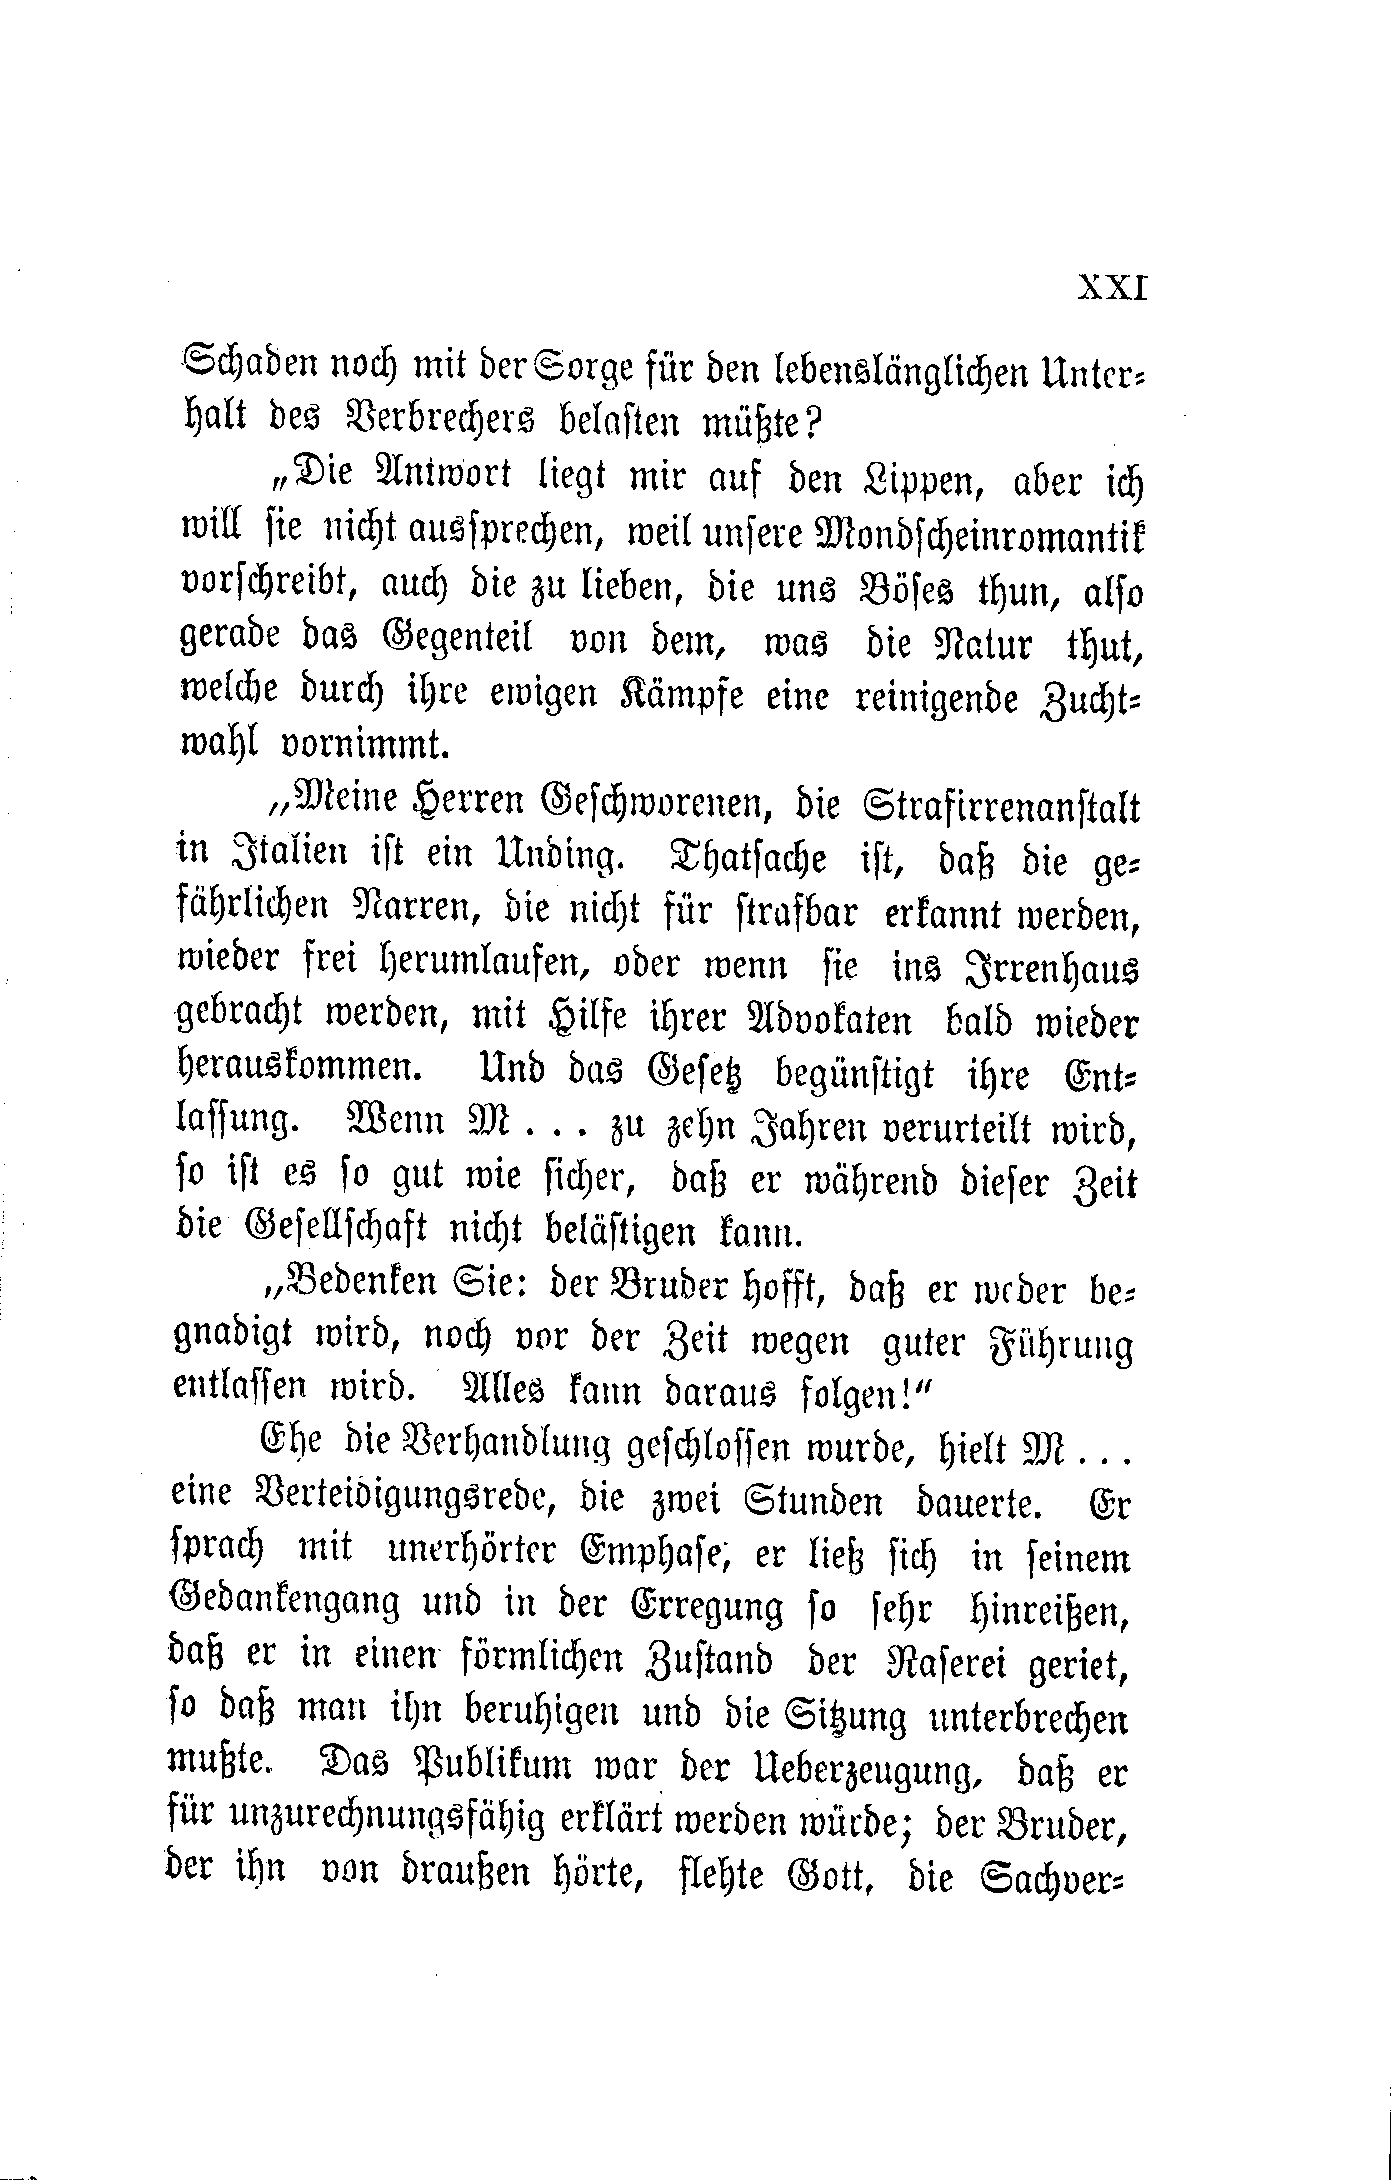 XXI
Schaden noch mit der Sorge für den lebenslänglichen Unter-
halt des Verbrechers belasten müßte?
„Die Antwort liegt mir auf den Lippen, aber ich
will sie nicht aussprechen, weil unsere Mondscheinromantik
vorschreibt, auch die zu lieben, die uns Böses thun, also
gerade das Gegenteil von dem, was die Natur thut,
welche durch ihre ewigen Kämpfe eine reinigende Zucht-
wahl vornimmt.
„Meine Herren Geschworenen, die Strafirrenanstalt
in Italien ist ein Unding. Thatsache ist, daß die ge-
fährlichen Narren, die nicht für strafbar erkannt werden,
wieder frei herumlaufen, oder wenn sie ins Irrenhaus
gebracht werden, mit Hilfe ihrer Advokaten bald wieder
herauskommen. Und das Gesetz begünstigt ihre Ent-
lassung. Wenn M . . . zu zehn Jahren verurteilt wird,
so ist es so gut wie sicher, daß er während dieser Zeit
die Gesellschaft nicht belästigen kann.
„Bedenken Sie: der Bruder hofft, daß er weder be-
gnadigt wird, noch vor der Zeit wegen guter Führung
entlassen wird. Alles kann daraus folgen!“
Ehe die Verhandlung geschlossen wurde, hielt M . . .
eine Verteidigungsrede, die zwei Stunden dauerte. Er
sprach mit unerhörter Emphase; er ließ sich in seinem
Gedankengang und in der Erregung so sehr hinreißen,
daß er in einen förmlichen Zustand der Raserei geriet,
so daß man ihn beruhigen und die Sitzung unterbrechen
mußte. Das Publikum war der Ueberzeugung, daß er
für unzurechnungsfähig erklärt werden würde; der Bruder,
der ihn von draußen hörte, flehte Gott, die Sachver-